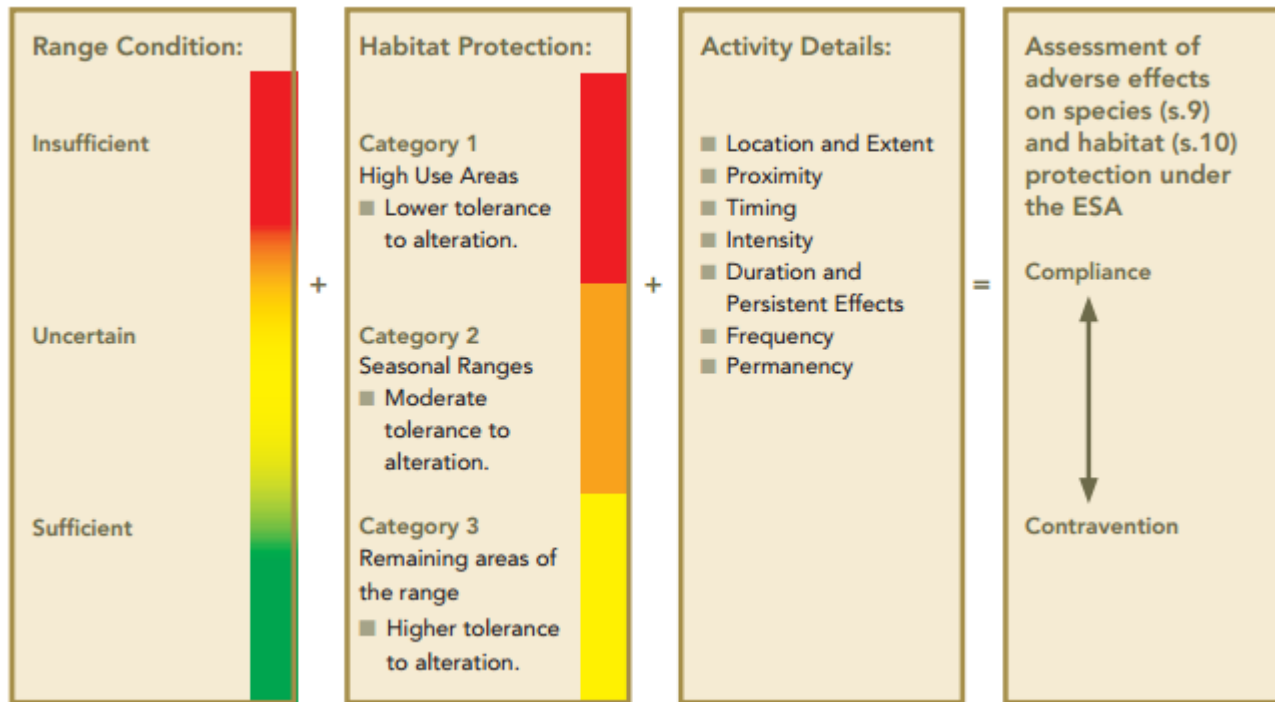 Range Condition:
Insufficient
Uncertain
Sufficient
+
Habitat Protection:
Category 1
High Use Areas
■ Lower tolerance
to alteration.
Category 2
Seasonal Ranges
■ Moderate
tolerance to
alteration.
Category 3
Remaining areas of
the range
■ Higher tolerance
to alteration.
+
Activity Details:
■ Location and Extent
■ Proximity
■ Timing
■ Intensity
■ Duration and
Persistent Effects
■ Frequency
■ Permanency
=
Assessment of
adverse effects
on species (s.9)
and habitat (s.10)
protection under
the ESA
Compliance
Contravention